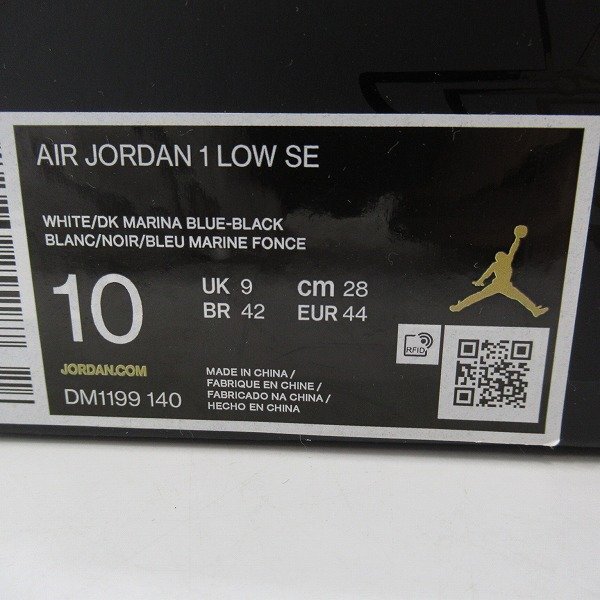 AIR JORDAN 1 LOW SE
WHITE/DK MARINA BLUE-BLACK
BLANC/NOIR/BLEU MARINE FONCE
10
UK 9
cm 28
BR 42
EUR 44
RFID
JORDAN.COM
DM1199 140
MADE IN CHINA/
FABRIQUE EN CHINE/
FABRICADO NA CHINA/
HECHO EN CHINA